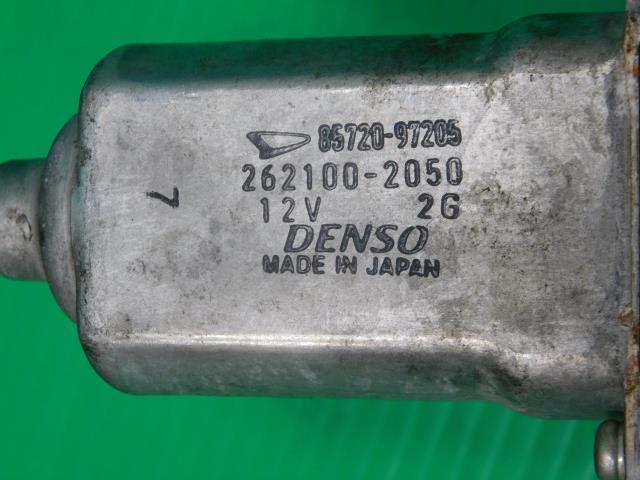 85720-97205
262100-2050
12V 2G
DENSO
MADE IN JAPAN
L